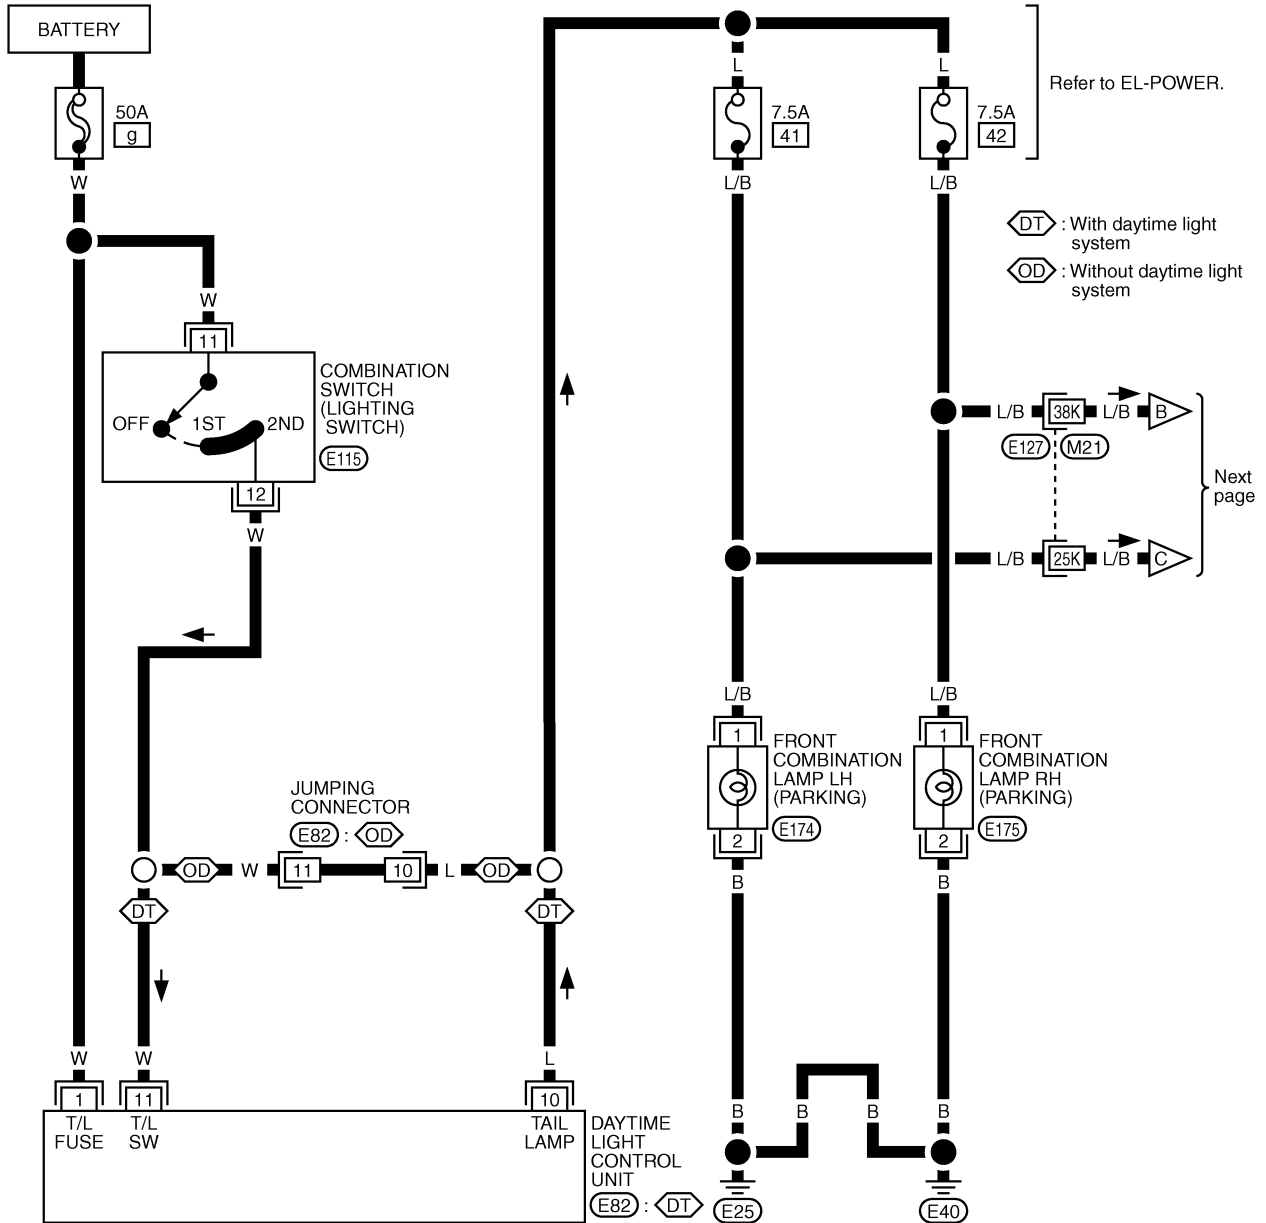 BATTERY
50A
g
W
W
11
COMBINATION
SWITCH
(LIGHTING
SWITCH)
E115
OFF
1ST
2ND
12
W
L
L
7.5A
41
7.5A
42
Refer to EL-POWER.
L/B
L/B
DT : With daytime light
system
OD : Without daytime light
system
L/B
38K
L/B
B
E127
M21
Next
page
L/B
25K
L/B
C
L/B
L/B
1
FRONT
COMBINATION
LAMP LH
(PARKING)
E174
2
B
1
FRONT
COMBINATION
LAMP RH
(PARKING)
E175
2
B
JUMPING
CONNECTOR
E82 : OD
OD
W
11
10
L
OD
DT
DT
W
W
L
1
11
10
T/L
FUSE
T/L
SW
TAIL
LAMP
DAYTIME
LIGHT
CONTROL
UNIT
E82 : DT
B
B
B
B
E25
E40